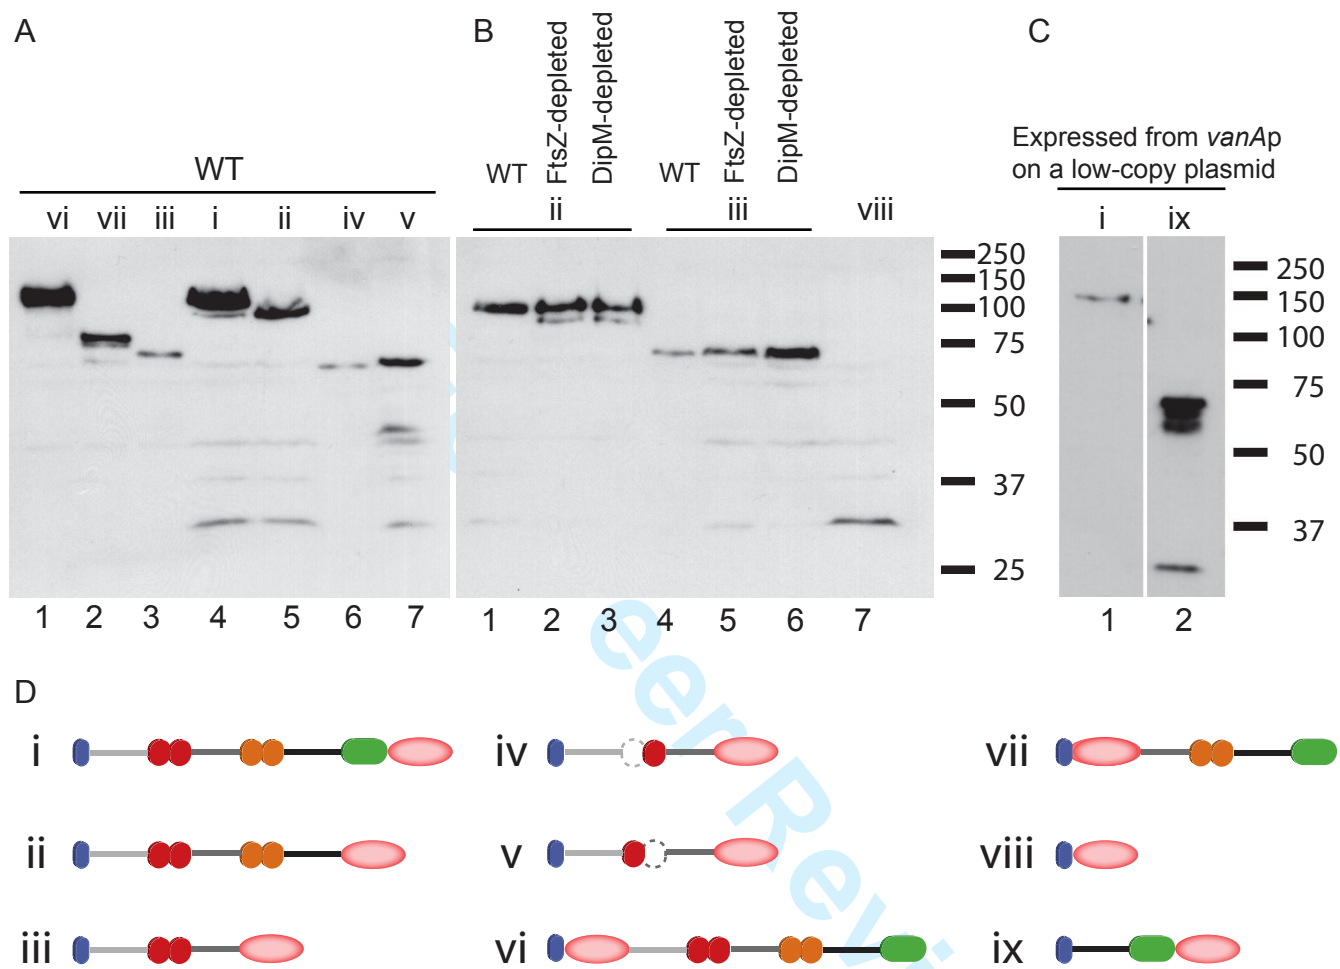 A
B
C
FtsZ-depleted
DipM-depleted
FtsZ-depleted
DipM-depleted
Expressed from vanAp
on a low-copy plasmid
WT
WT
WT
vi vii iii i ii iv v
ii
iii
viii
i ix
250
150
100
75
50
37
25
250
150
100
75
50
37
1 2 3 4 5 6 7
1 2 3 4 5 6 7
1 2
D
i
iv
vii
ii
v
viii
iii
vi
ix
eer Revi